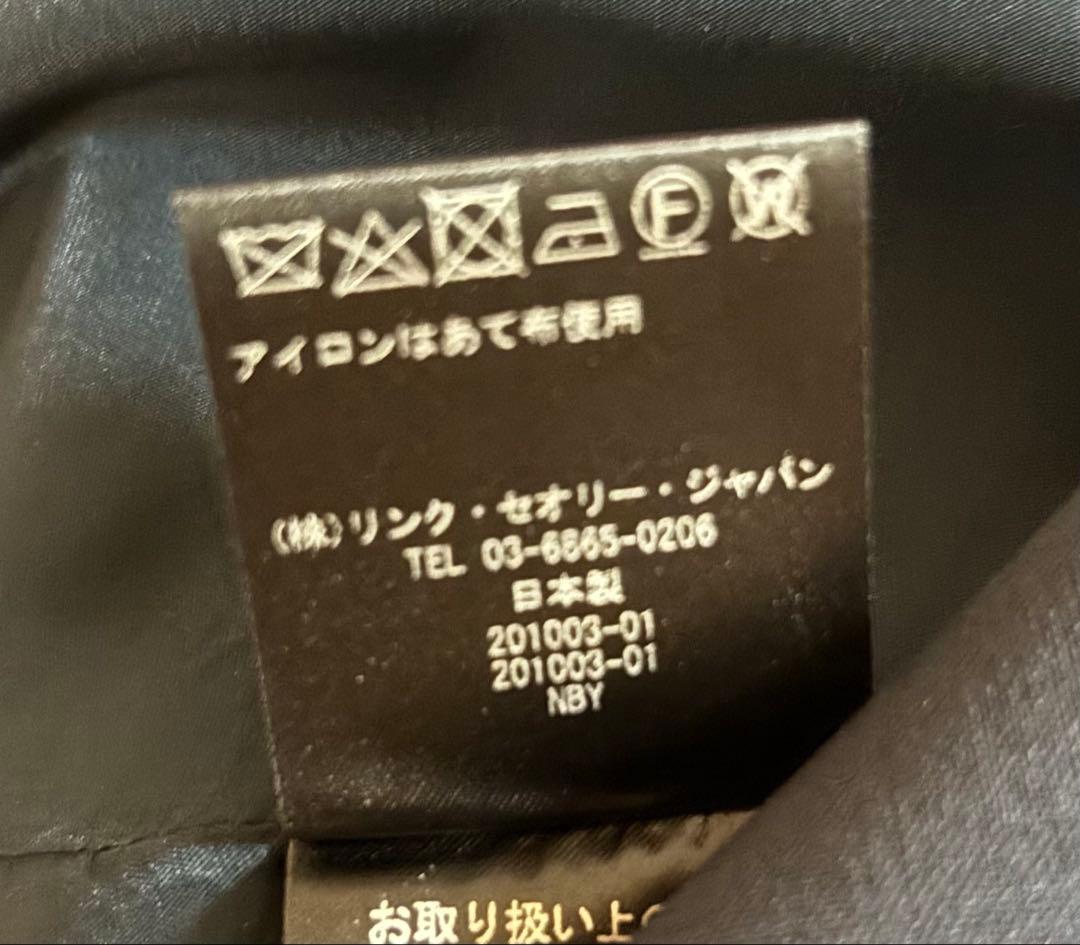 F W
アイロンはあて布使用
(株)リンク・セオリー・ジャパン
TEL 03-6865-0206
日本製
201003-01
201003-01
NBY
お取り扱い上の